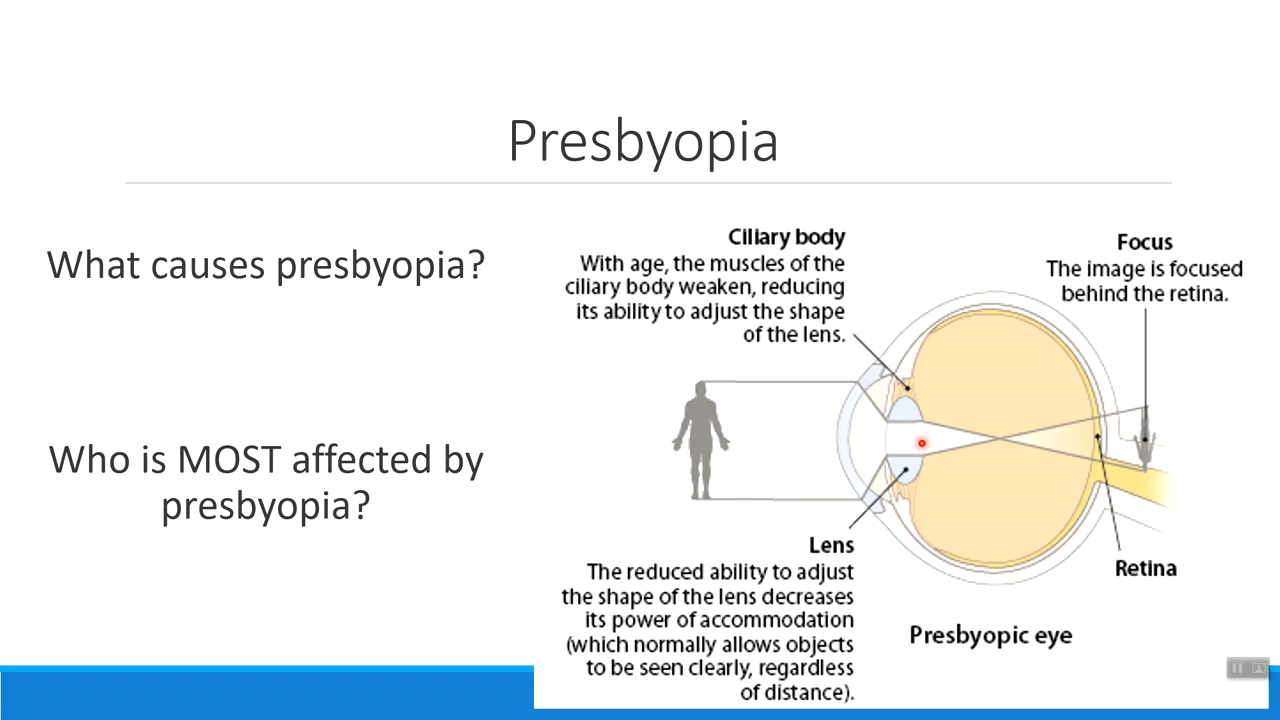 Presbyopia
What causes presbyopia?
Who is MOST affected by
presbyopia?
Ciliary body
With age, the muscles of the
ciliary body weaken, reducing
its ability to adjust the shape
of the lens.
Focus
The image is focused
behind the retina.
Lens
The reduced ability to adjust
the shape of the lens decreases
its power of accommodation
(which normally allows objects
to be seen clearly, regardless
of distance).
Retina
Presbyopic eye